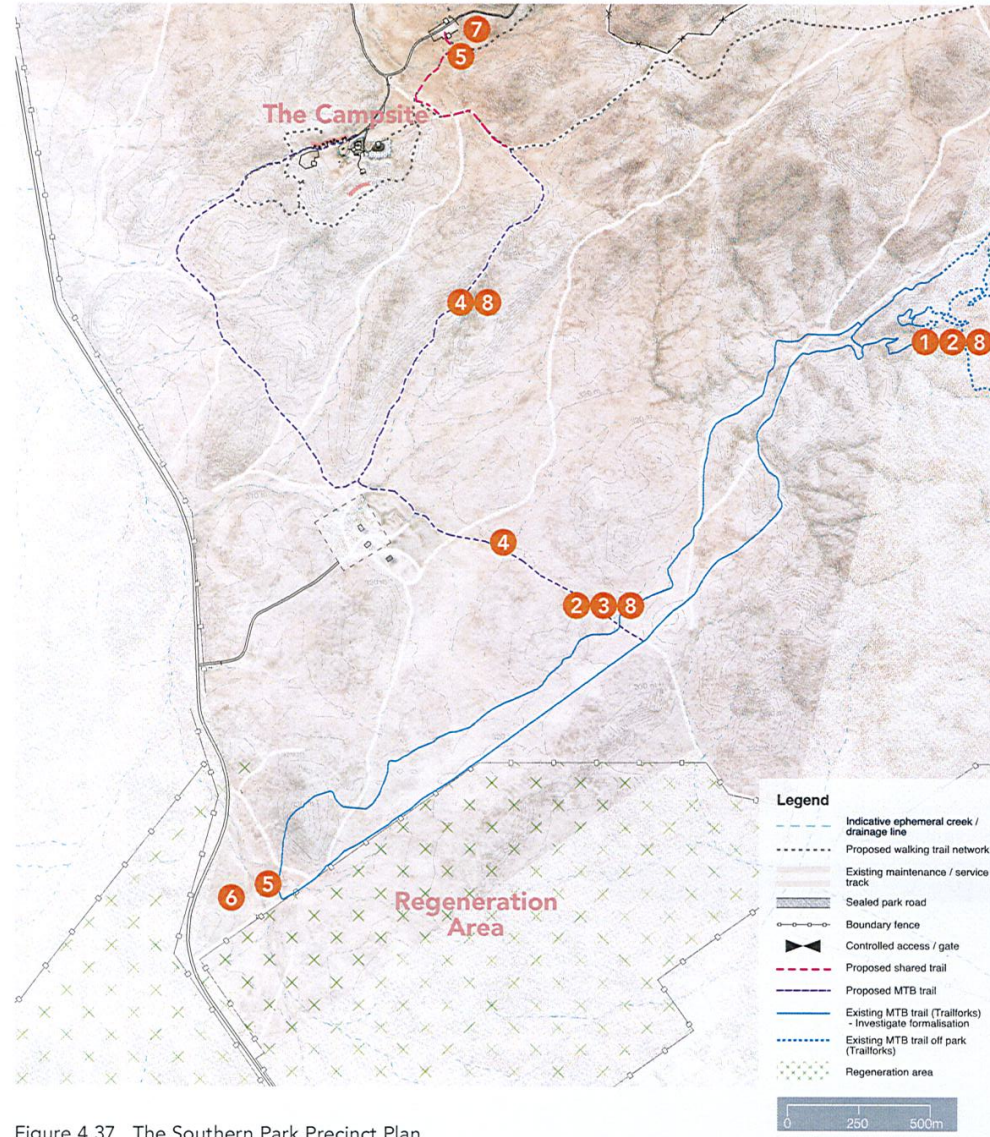 7
5
The Campsite
4 8
1 2 8
4
2 3 8
5
6
Regeneration
Area
Legend
Indicative ephemeral creek /
drainage line
Proposed walking trail network
Existing maintenance / service
track
Sealed park road
Boundary fence
Controlled access / gate
Proposed shared trail
Proposed MTB trail
Existing MTB trail (Trailforks)
- Investigate formalisation
Existing MTB trail off park
(Trailforks)
Regeneration area
0 250 500m
Figure 4.37 The Southern Park Precinct Plan